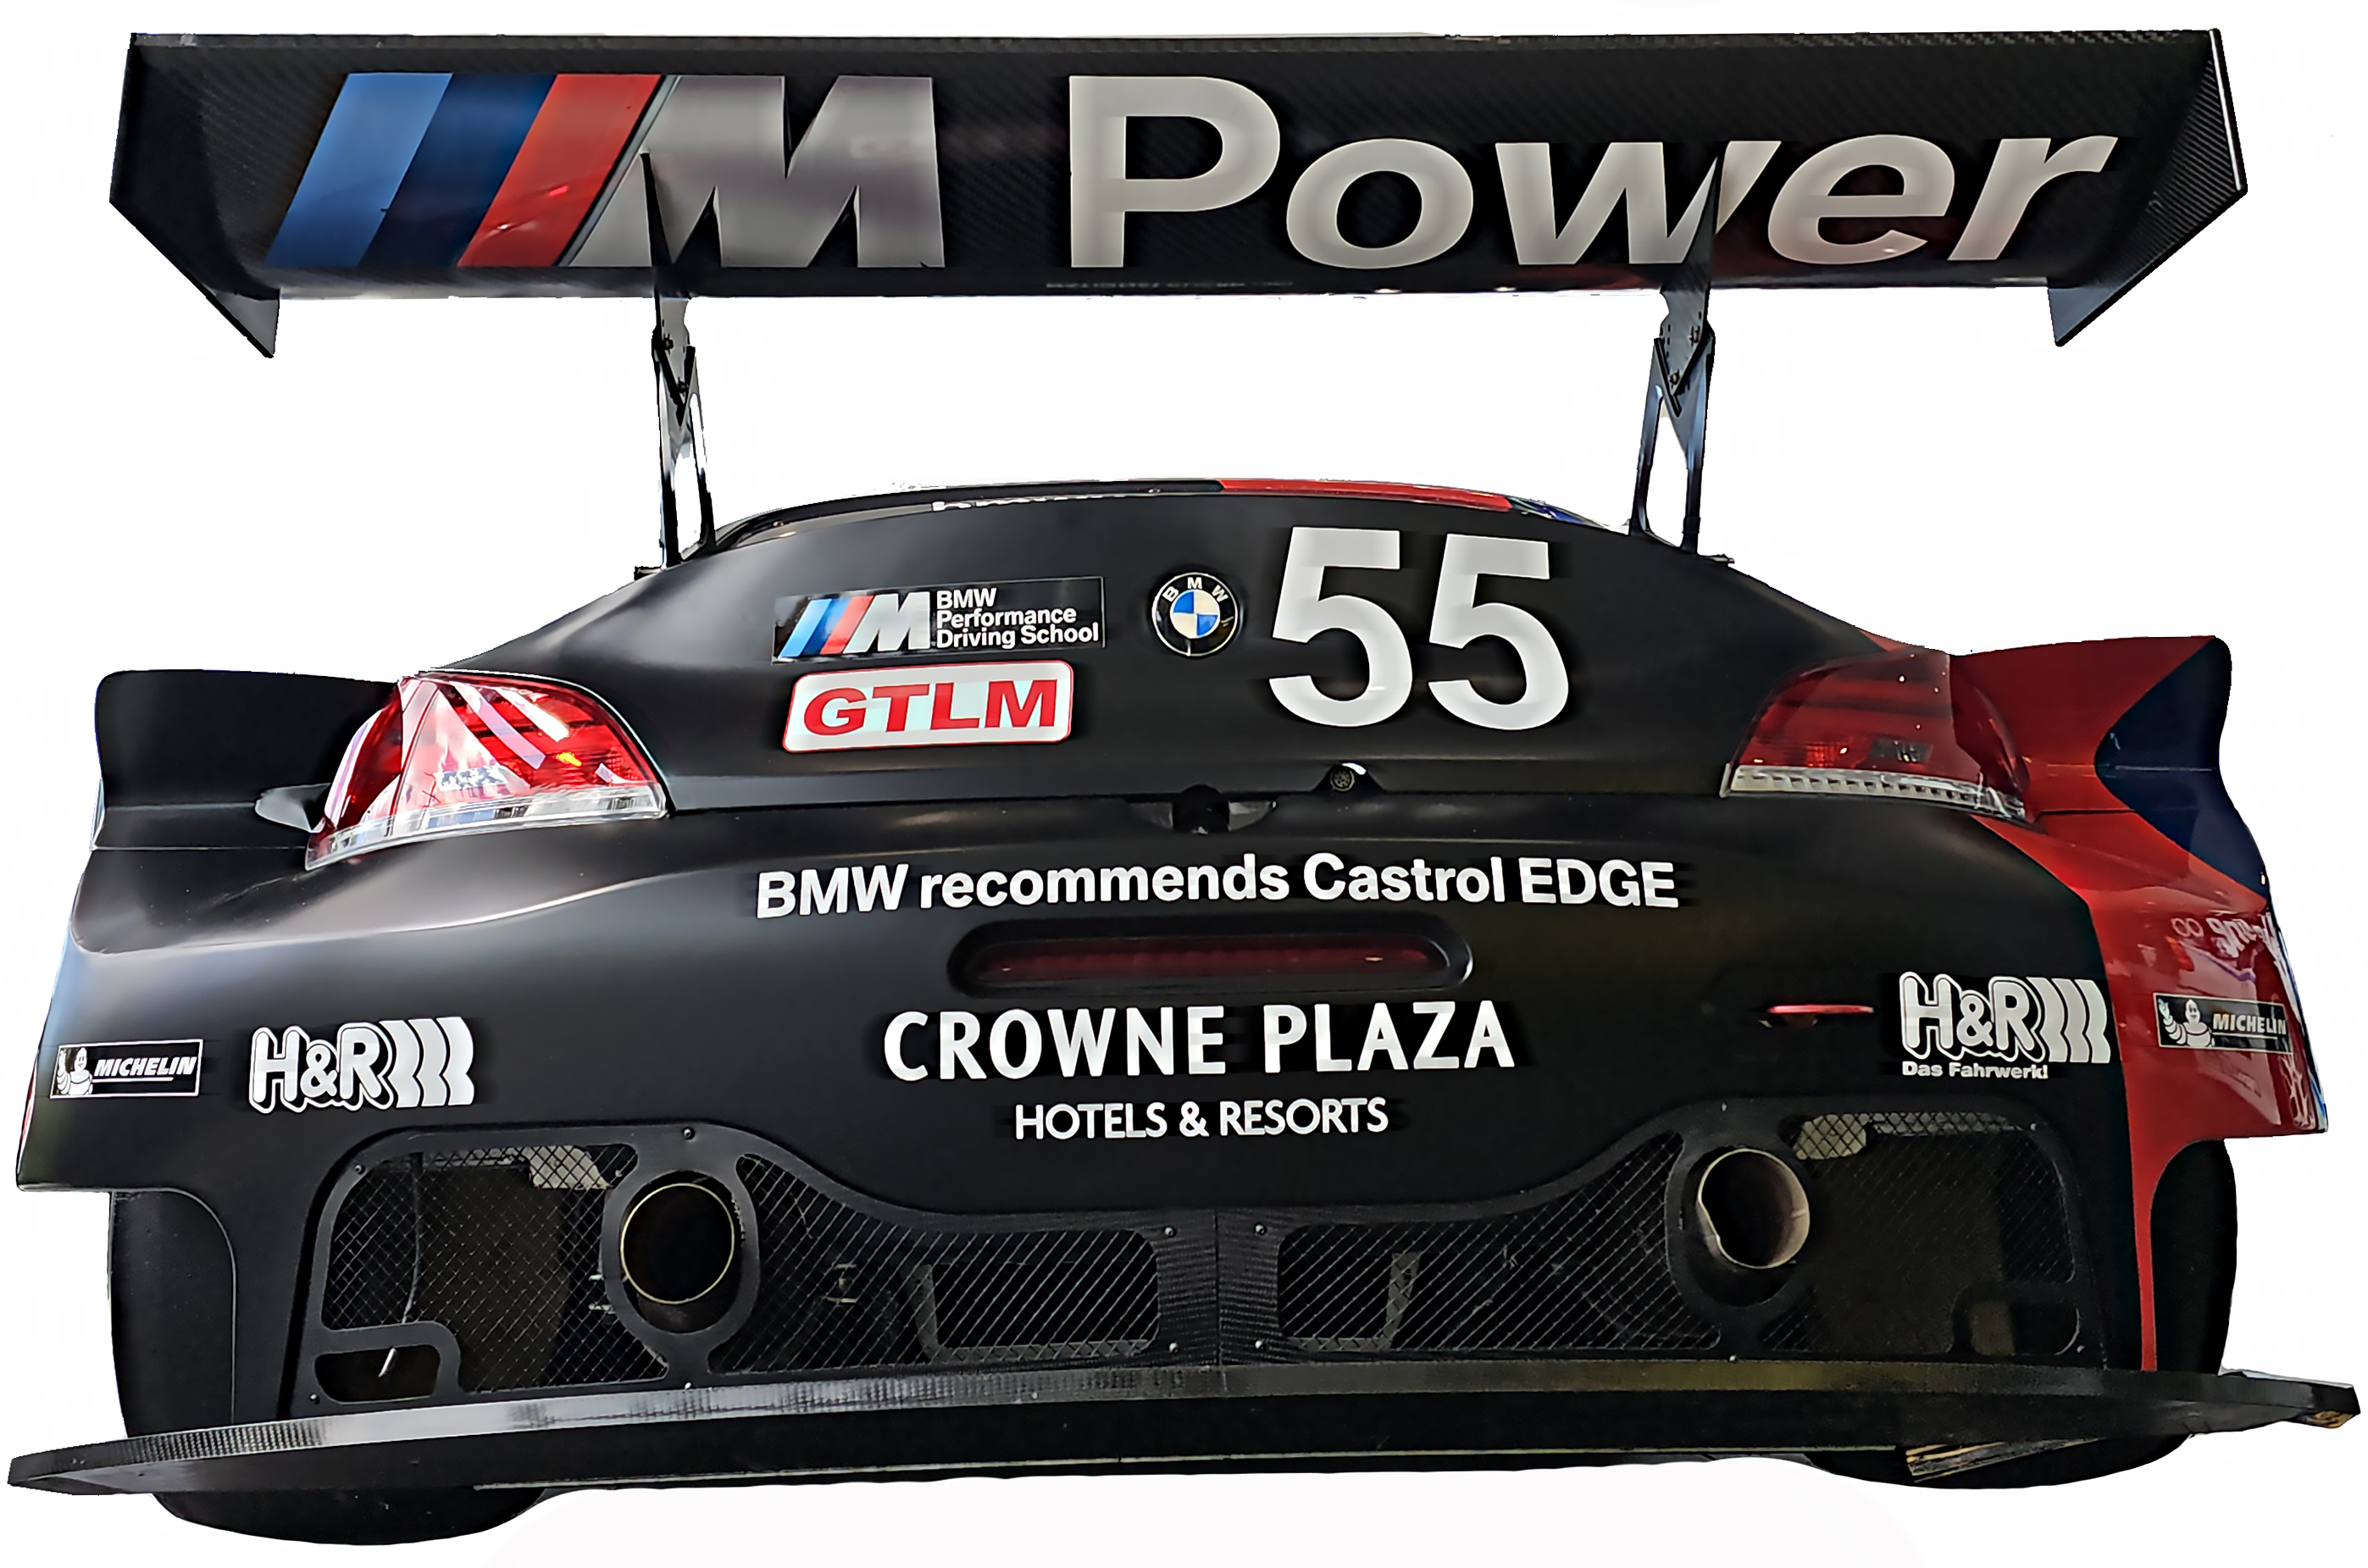 M Power
55
BMW
Performance
Driving School
M
BMW
GTLM
BMW recommends Castrol EDGE
CROWNE PLAZA
HOTELS & RESORTS
MICHELIN
H&R
H&R
Das Fahrwerk!
MICHELIN